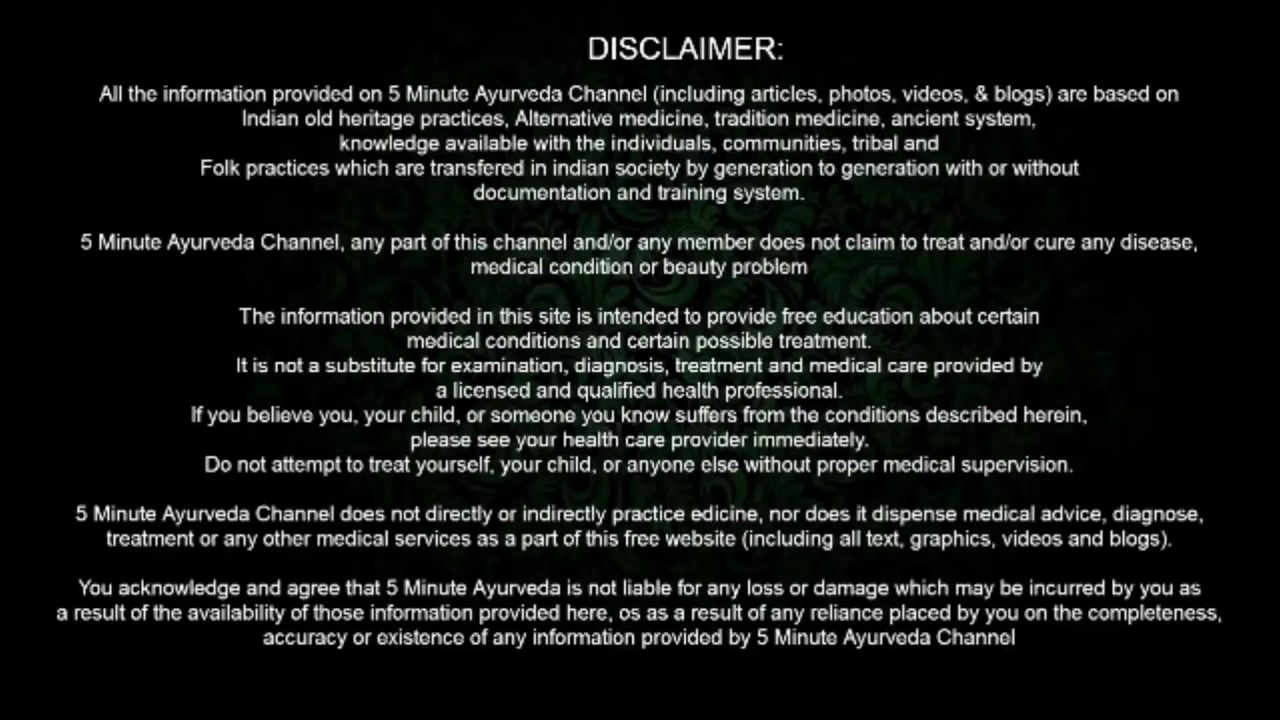 DISCLAIMER:
All the information provided on 5 Minute Ayurveda Channel (including articles, photos, videos, & blogs) are based on
Indian old heritage practices, Alternative medicine, tradition medicine, ancient system,
knowledge available with the individuals, communities, tribal and
Folk practices which are transfered in indian society by generation to generation with or without
documentation and training system.
5 Minute Ayurveda Channel, any part of this channel and/or any member does not claim to treat and/or cure any disease,
medical condition or beauty problem
The information provided in this site is intended to provide free education about certain
medical conditions and certain possible treatment.
It is not a substitute for examination, diagnosis, treatment and medical care provided by
a licensed and qualified health professional.
If you believe you, your child, or someone you know suffers from the conditions described herein,
please see your health care provider immediately.
Do not attempt to treat yourself, your child, or anyone else without proper medical supervision.
5 Minute Ayurveda Channel does not directly or indirectly practice edicine, nor does it dispense medical advice, diagnose,
treatment or any other medical services as a part of this free website (including all text, graphics, videos and blogs).
You acknowledge and agree that 5 Minute Ayurveda is not liable for any loss or damage which may be incurred by you as
a result of the availability of those information provided here, os as a result of any reliance placed by you on the completeness,
accuracy or existence of any information provided by 5 Minute Ayurveda Channel